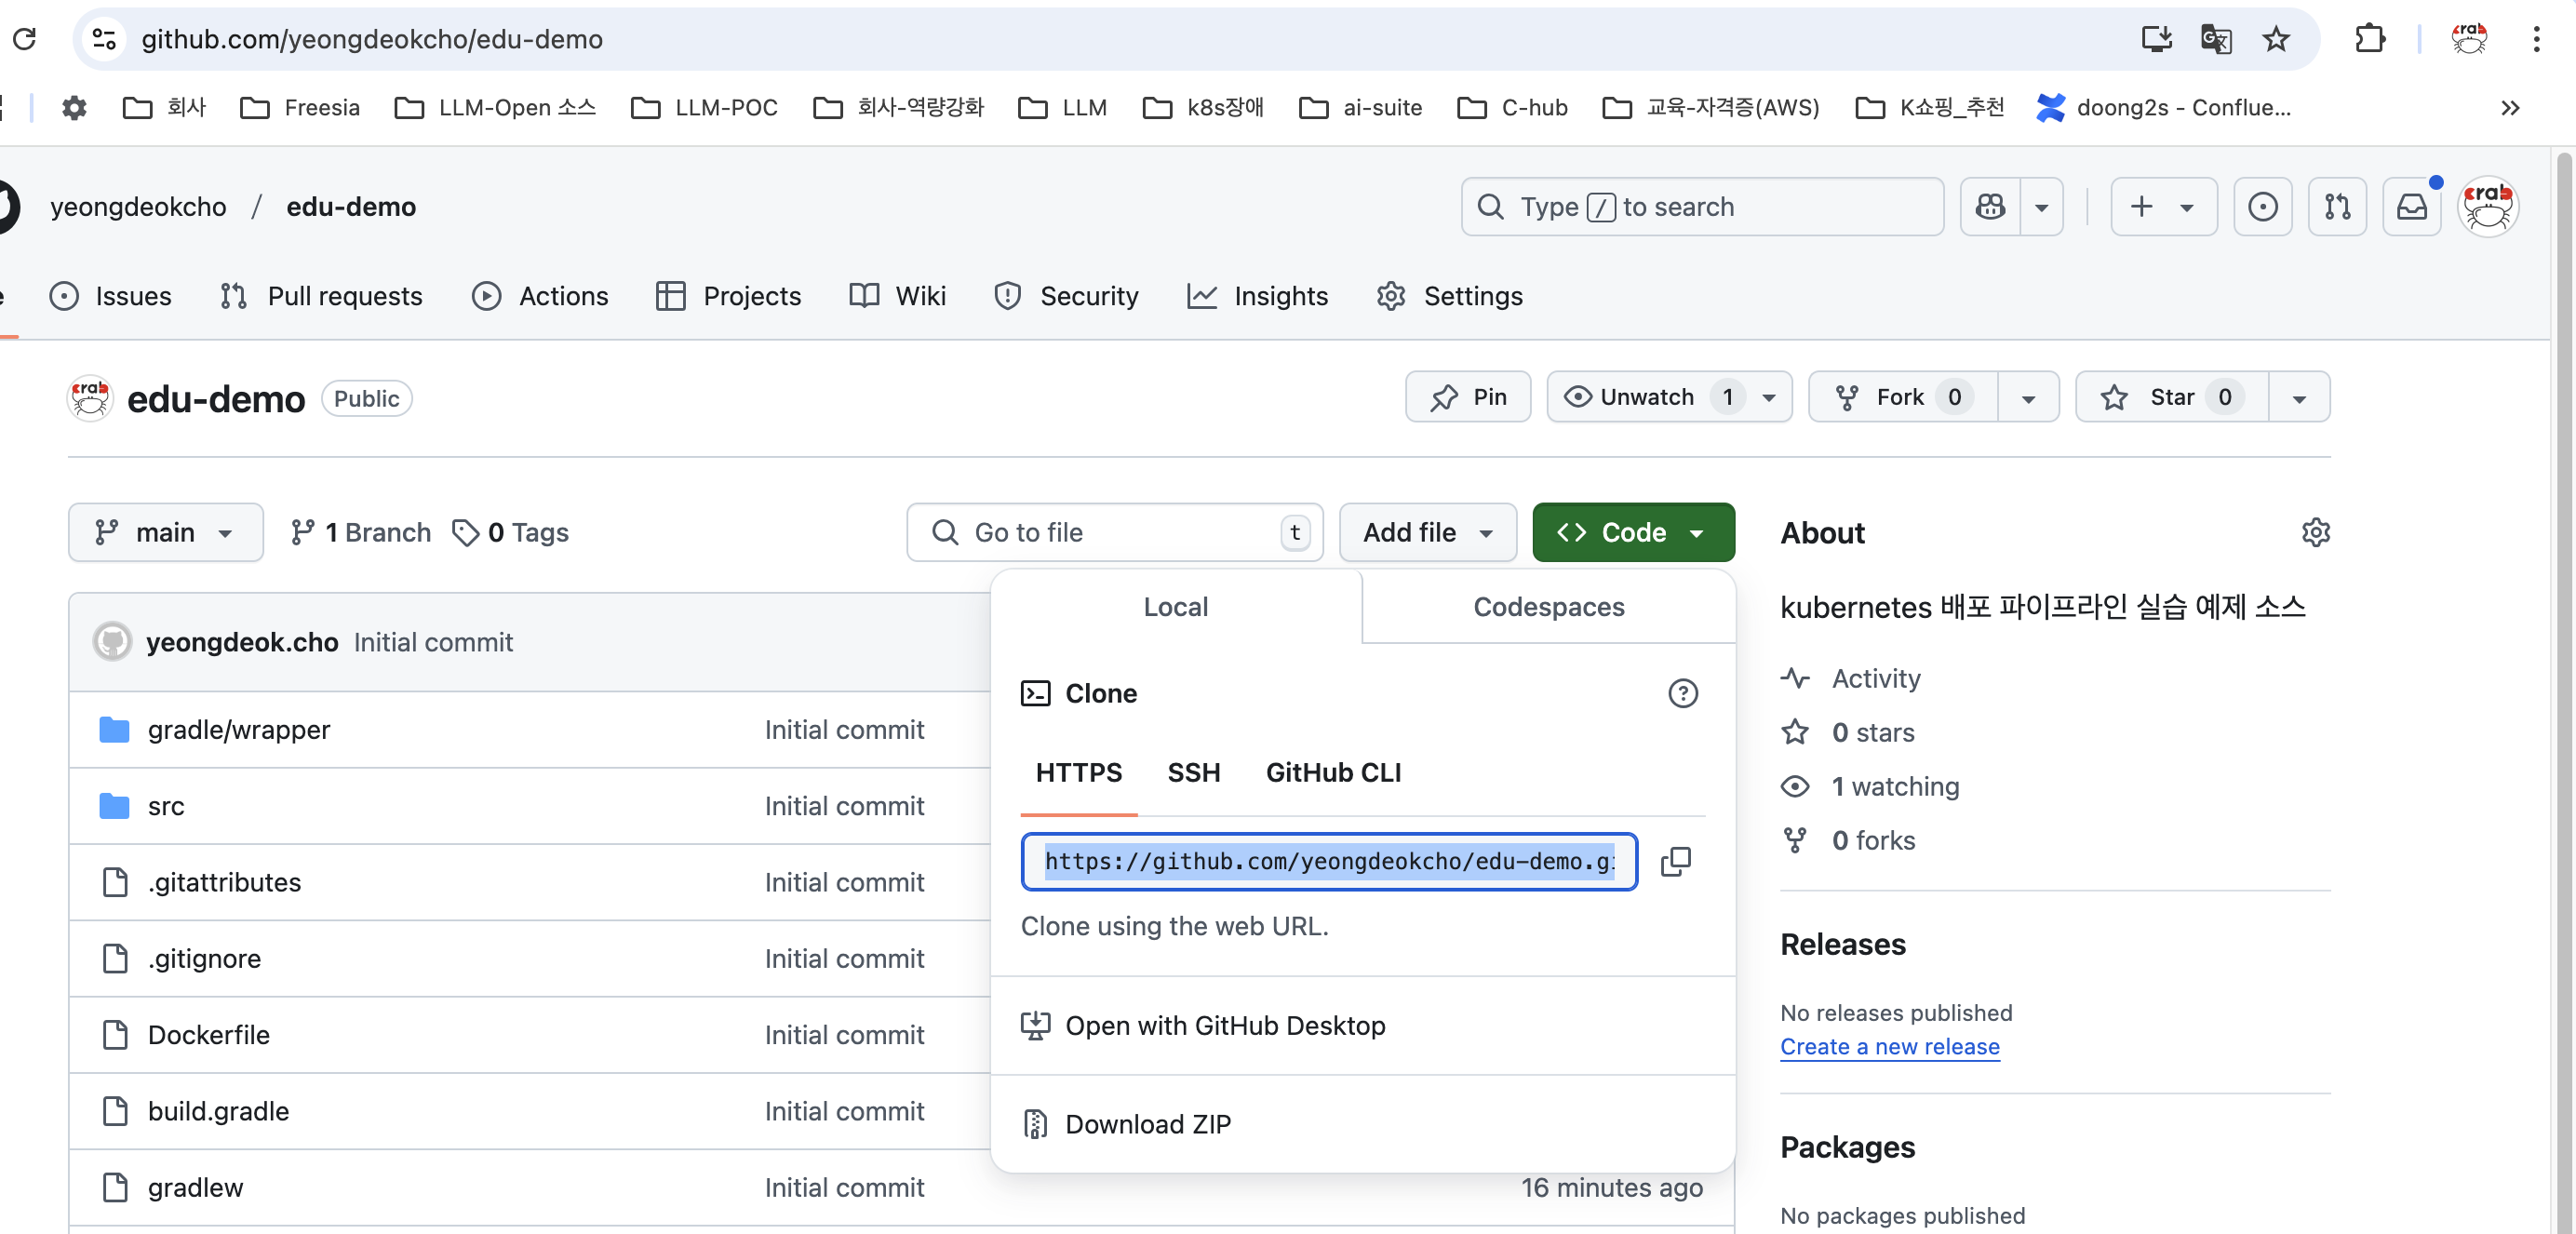 github.com/yeongdeokcho/edu-demo
회사 Freesia LLM-Open 소스 LLM-POC 회사-역량강화 LLM k8s장애 ai-suite C-hub 교육-자격증(AWS) K쇼핑_추천 doong2s - Conflue...
yeongdeokcho / edu-demo
Type / to search
Issues Pull requests Actions Projects Wiki Security Insights Settings
edu-demo Public
Pin Unwatch 1 Fork 0 Star 0
main 1 Branch 0 Tags
Go to file t
Add file Code
yeongdeok.cho Initial commit
gradle/wrapper Initial commit
src Initial commit
.gitattributes Initial commit
.gitignore Initial commit
Dockerfile Initial commit
build.gradle Initial commit
gradlew Initial commit 16 minutes ago
Local Codespaces
Clone
HTTPS SSH GitHub CLI
https://github.com/yeongdeokcho/edu-demo.gi
Clone using the web URL.
Open with GitHub Desktop
Download ZIP
About
kubernetes 배포 파이프라인 실습 예제 소스
Activity
0 stars
1 watching
0 forks
Releases
No releases published
Create a new release
Packages
No packages published